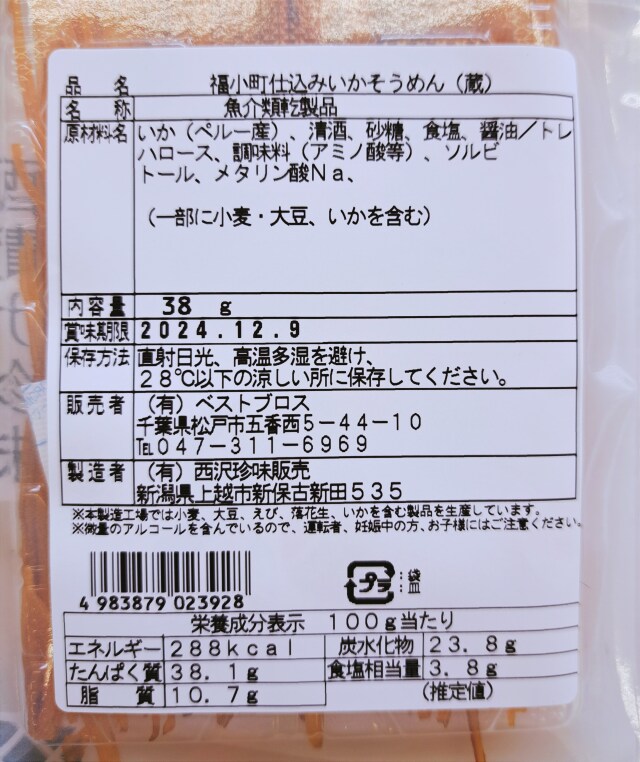 品名 福小町仕込みいかそうめん（蔵）
名称 魚介類乾製品
原材料名 いか（ペルー産）、清酒、砂糖、食塩、醤油／トレ
ハロース、調味料（アミノ酸等）、ソルビ
トール、メタリン酸Ｎａ、
（一部に小麦・大豆、いかを含む）
内容量 38 g
賞味期限 2024.12.9
保存方法 直射日光、高温多湿を避け、
２８℃以下の涼しい所に保存してください。
販売者 （有）ベストブロス
千葉県松戸市五香西５－４４－１０
℡０４７－３１１－６９６９
製造者 （有）西沢珍味販売
新潟県上越市新保古新田５３５
※本製造工場では小麦、大豆、えび、落花生、いかを含む製品を生産しています。
※微量のアルコールを含んでいるので、運転者、妊娠中の方、お子様にはご注意ください。
プラ :袋 :皿
4 983879 023928
栄養成分表示 １００ｇ当たり
エネルギー ２８８ｋｃａｌ 炭水化物 ２３．８ｇ
たんぱく質 ３８．１ｇ 食塩相当量 ３．８ｇ
脂質 １０．７ｇ （推定値）